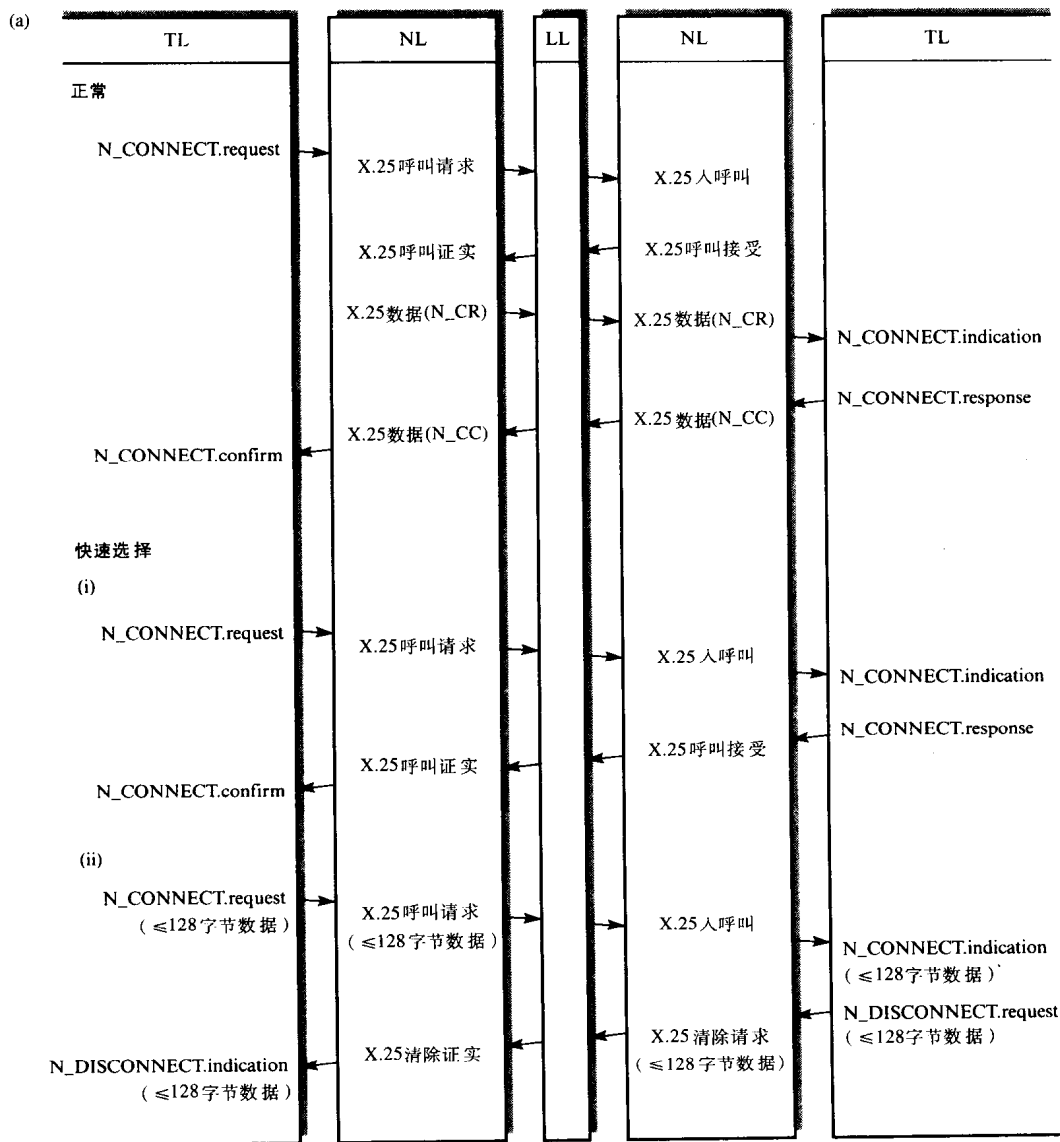 (a)
TL NL LL NL TL
正常
N_CONNECT.request
X.25呼叫请求
X.25人呼叫
X.25呼叫证实
X.25呼叫接受
X.25数据(N_CR)
X.25数据(N_CR)
N_CONNECT.indication
N_CONNECT.response
X.25数据(N_CC)
X.25数据(N_CC)
N_CONNECT.confirm
快速选择
(i)
N_CONNECT.request
X.25呼叫请求
X.25人呼叫
N_CONNECT.indication
N_CONNECT.response
X.25呼叫接受
X.25呼叫证实
N_CONNECT.confirm
(ii)
N_CONNECT.request
(≤128字节数据)
X.25呼叫请求
(≤128字节数据)
X.25人呼叫
N_CONNECT.indication
(≤128字节数据)
N_DISCONNECT.request
(≤128字节数据)
X.25清除请求
(≤128字节数据)
X.25清除证实
N_DISCONNECT.indication
(≤128字节数据)